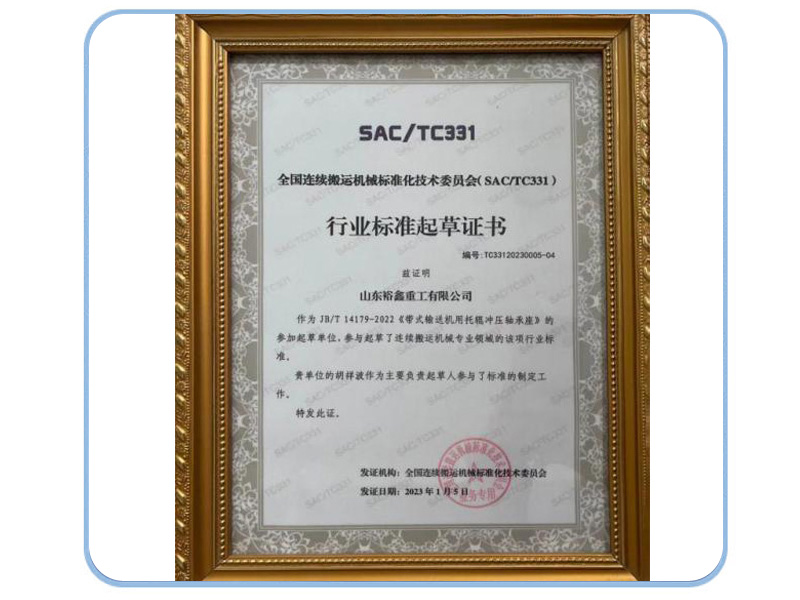 SAC/TC331
全国连续搬运机械标准化技术委员会(SAC/TC331)
行业标准起草证书
编号:TC33120230005-04
兹证明
山东裕鑫重工有限公司
作为 JB/T 14179-2022《带式输送机用托辊冲压轴承座》的
参加起草单位、参与起草了连续搬运机械专业领域的该项行业标
准。
贵单位的胡祥波作为主要负责起草人参与了标准的制定工
作。
特发此证。
发证机构：全国连续搬运机械标准化技术委员会
发证日期：2023 年 1 月 5 日